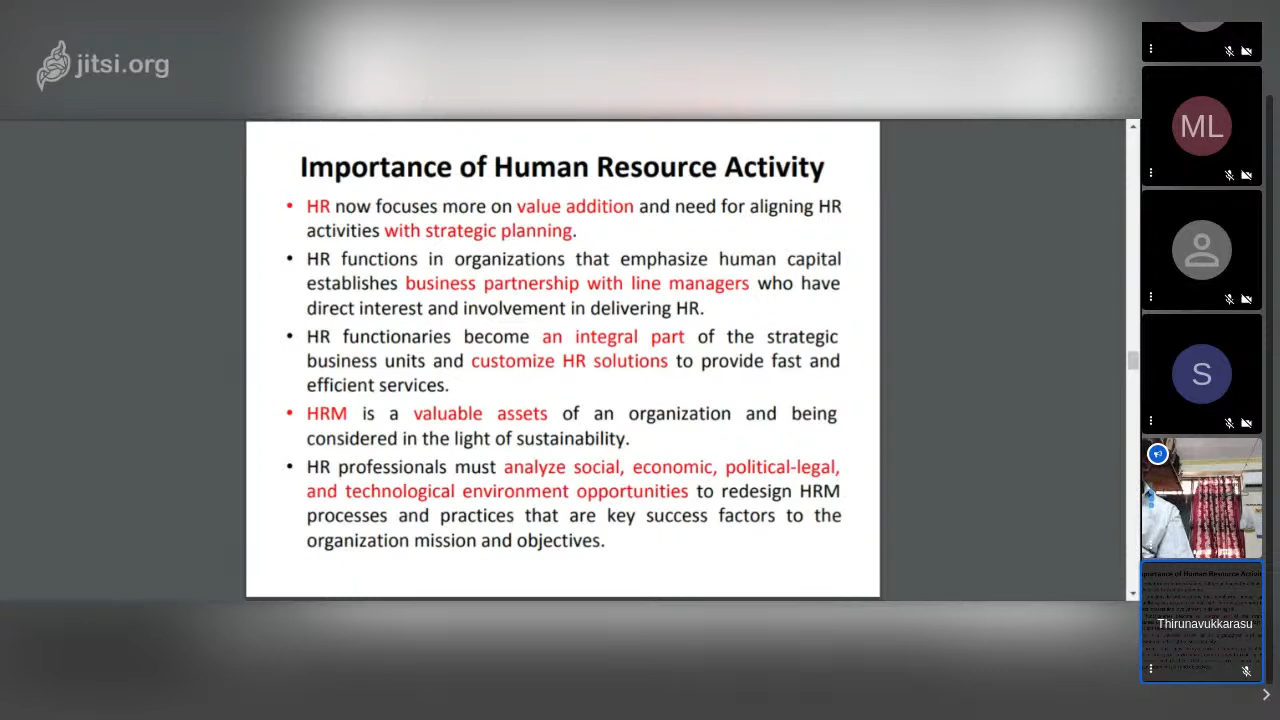 jitsi.org
Importance of Human Resource Activity
• HR now focuses more on value addition and need for aligning HR
activities with strategic planning.
• HR functions in organizations that emphasize human capital
establishes business partnership with line managers who have
direct interest and involvement in delivering HR.
• HR functionaries become an integral part of the strategic
business units and customize HR solutions to provide fast and
efficient services.
• HRM is a valuable assets of an organization and being
considered in the light of sustainability.
• HR professionals must analyze social, economic, political-legal,
and technological environment opportunities to redesign HRM
processes and practices that are key success factors to the
organization mission and objectives.
ML
S
Thirunavukkarasu